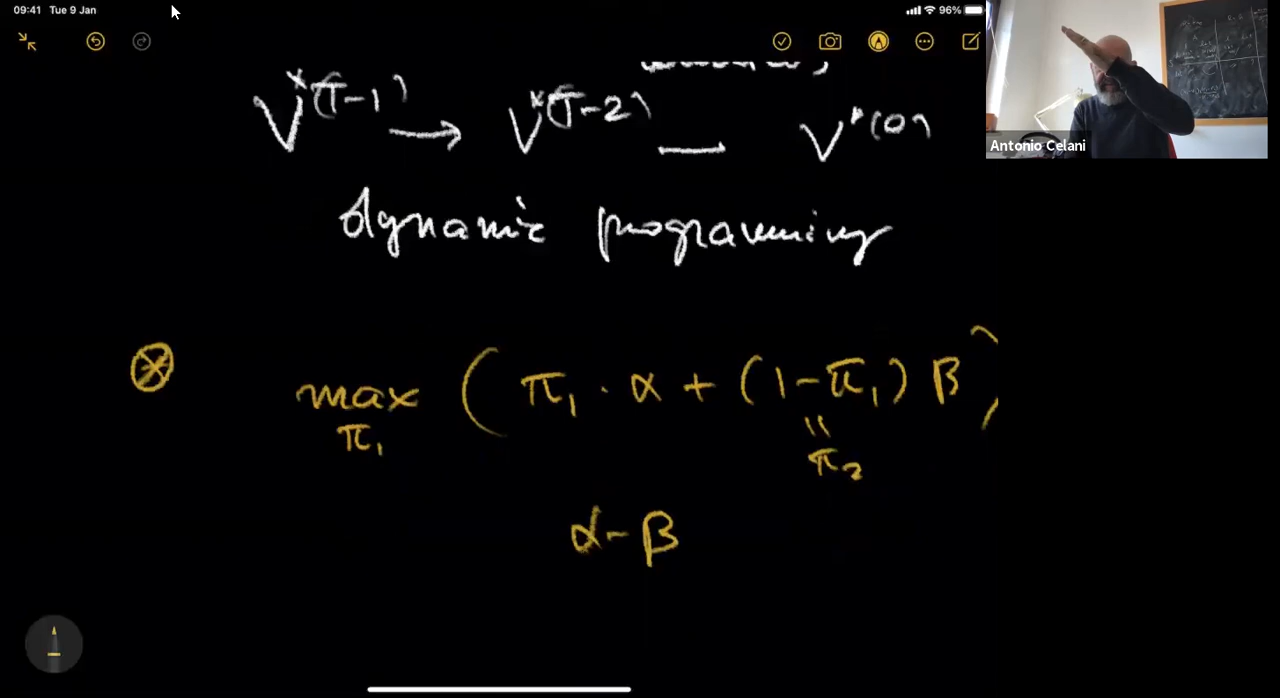 09:41 Tue 9 Jan
96%
V*(T-1) → V*(T-2) — V*(0)
Antonio Celani
dynamic programming
max ( π₁ · α + (1-π₁) β )
π₁
π₂
α - β